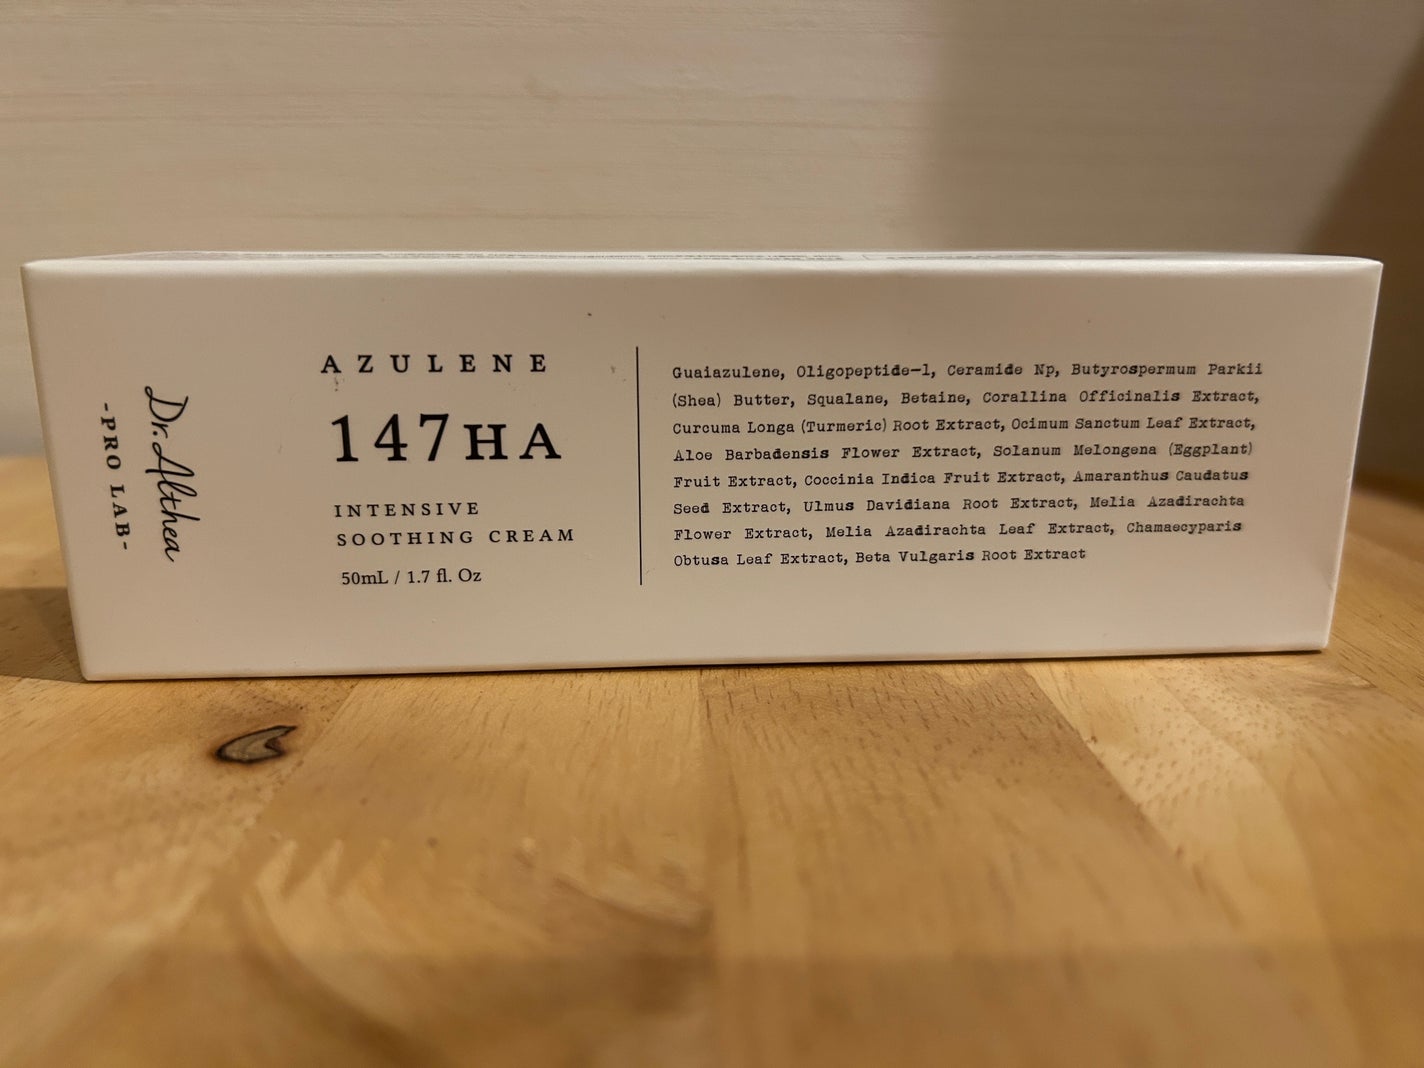 Dr.Althea
-PRO LAB-
AZULENE
147HA
INTENSIVE
SOOTHING CREAM
50mL / 1.7 fl. Oz
Guaiazulene, Oligopeptide-1, Ceramide Np, Butyrospermum Parkii
(Shea) Butter, Squalane, Betaine, Corallina Officinalis Extract,
Curcuma Longa (Turmeric) Root Extract, Ocimum Sanctum Leaf Extract,
Aloe Barbadensis Flower Extract, Solanum Melongena (Eggplant)
Fruit Extract, Coccinia Indica Fruit Extract, Amaranthus Caudatus
Seed Extract, Ulmus Davidiana Root Extract, Melia Azadirachta
Flower Extract, Melia Azadirachta Leaf Extract, Chamaecyparis
Obtusa Leaf Extract, Beta Vulgaris Root Extract